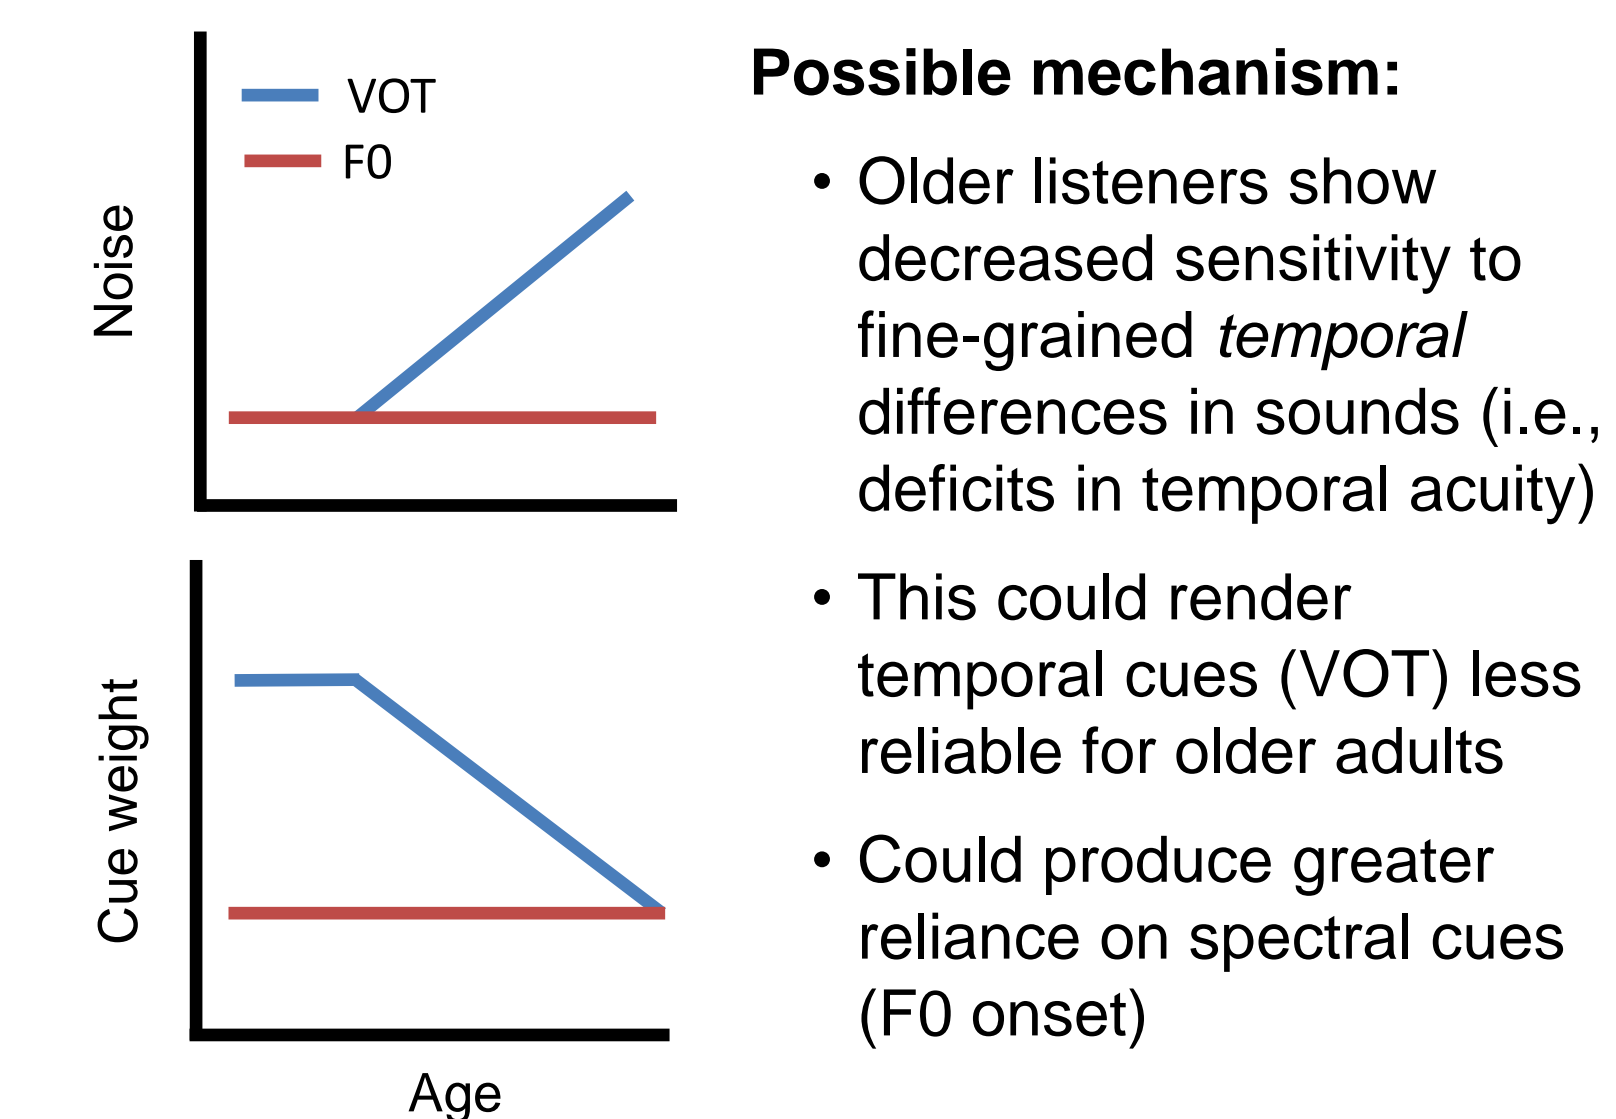 VOT
F0
Noise
Cue weight
Age
Possible mechanism:
• Older listeners show
decreased sensitivity to
fine-grained temporal
differences in sounds (i.e.,
deficits in temporal acuity)
• This could render
temporal cues (VOT) less
reliable for older adults
• Could produce greater
reliance on spectral cues
(F0 onset)